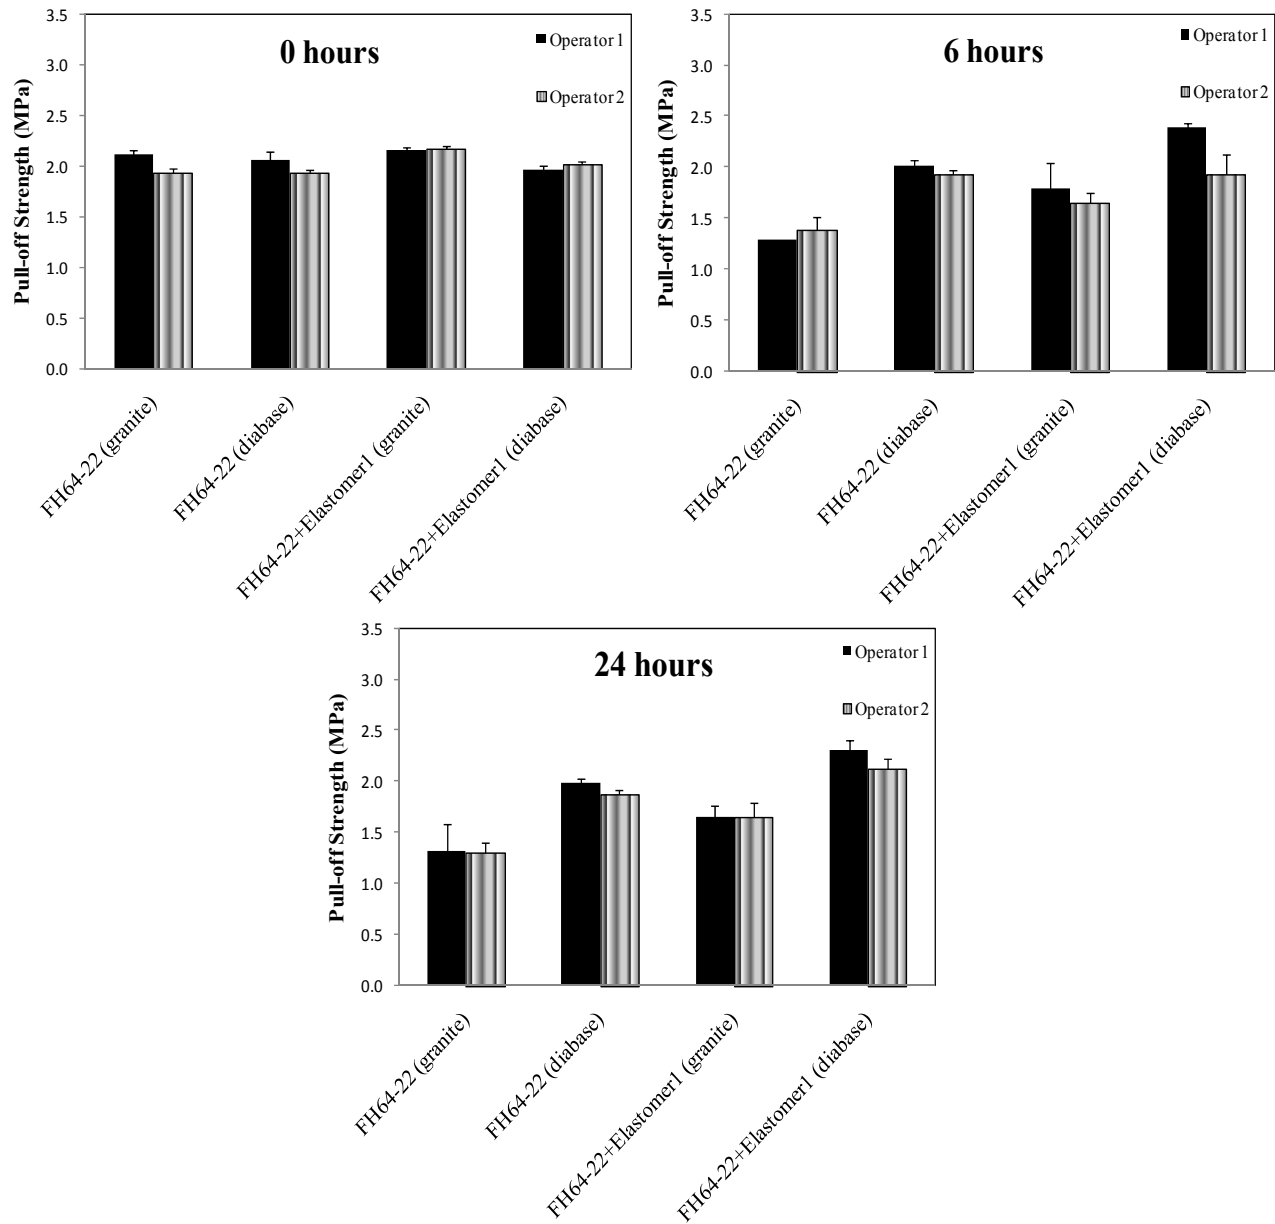 0 hours
Operator 1
Operator 2
Pull-off Strength (MPa)
3.5
3.0
2.5
2.0
1.5
1.0
0.5
0.0
FH64-22 (granite)
FH64-22 (diabase)
FH64-22+Elastomer1 (granite)
FH64-22+Elastomer1 (diabase)
6 hours
Operator 1
Operator 2
Pull-off Strength (MPa)
3.5
3.0
2.5
2.0
1.5
1.0
0.5
0.0
FH64-22 (granite)
FH64-22 (diabase)
FH64-22+Elastomer1 (granite)
FH64-22+Elastomer1 (diabase)
24 hours
Operator 1
Operator 2
Pull-off Strength (MPa)
3.5
3.0
2.5
2.0
1.5
1.0
0.5
0.0
FH64-22 (granite)
FH64-22 (diabase)
FH64-22+Elastomer1 (granite)
FH64-22+Elastomer1 (diabase)